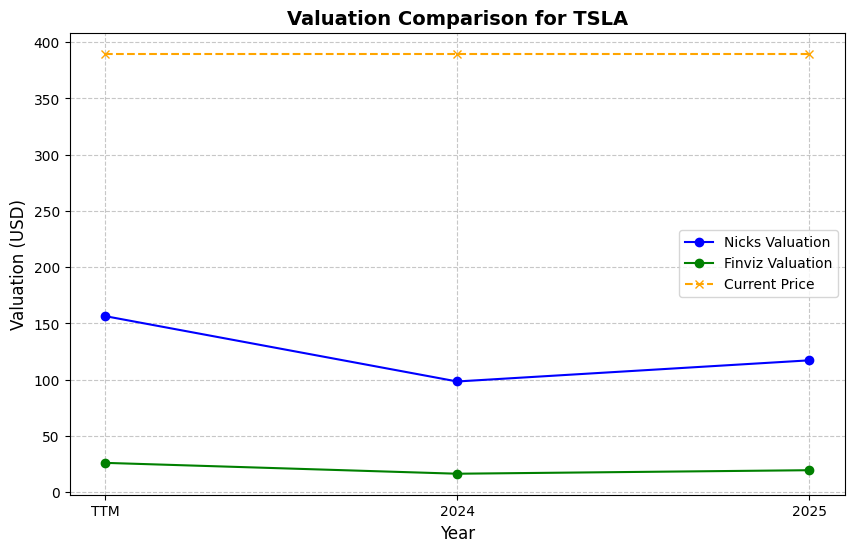 Valuation Comparison for TSLA
Valuation (USD)
400
350
300
250
200
150
100
50
0
Nicks Valuation
Finviz Valuation
Current Price
TTM
2024
2025
Year